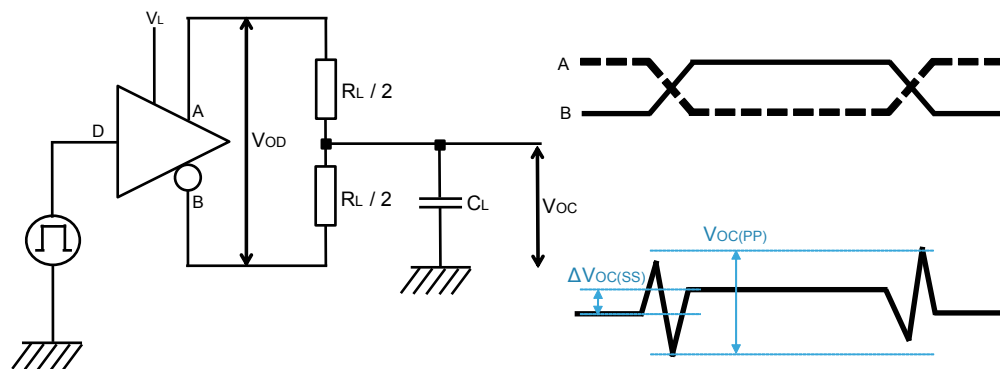 VL
A
D
B
VOD
RL / 2
RL / 2
CL
VOC
A
B
VOC(PP)
ΔVOC(SS)